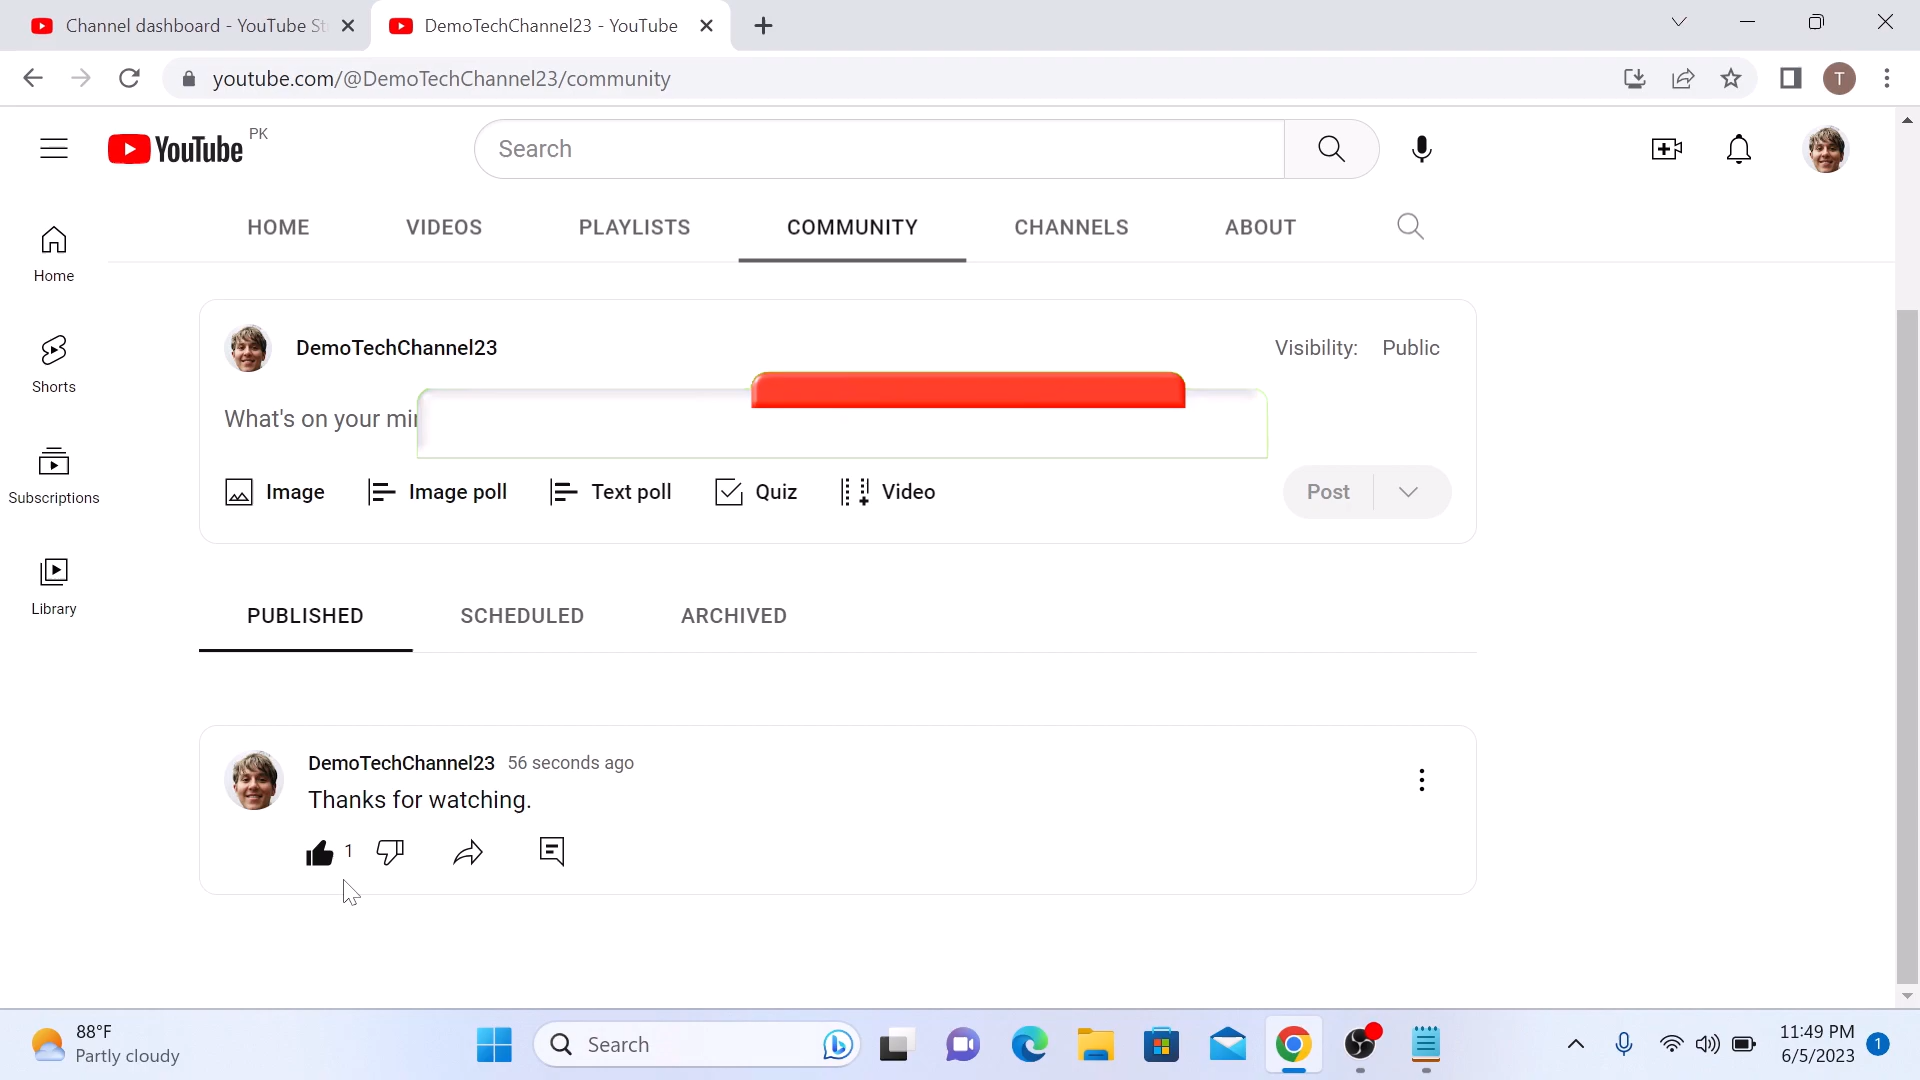 Channel dashboard - YouTube St
DemoTechChannel23 - YouTube
youtube.com/@DemoTechChannel23/community
T
YouTube PK
Search
HOME VIDEOS PLAYLISTS COMMUNITY CHANNELS ABOUT
Home
Shorts
Subscriptions
Library
DemoTechChannel23
Visibility: Public
What's on your mi
Image Image poll Text poll Quiz Video
Post
PUBLISHED SCHEDULED ARCHIVED
DemoTechChannel23 56 seconds ago
Thanks for watching.
1
88°F
Partly cloudy
Search
11:49 PM
6/5/2023
1